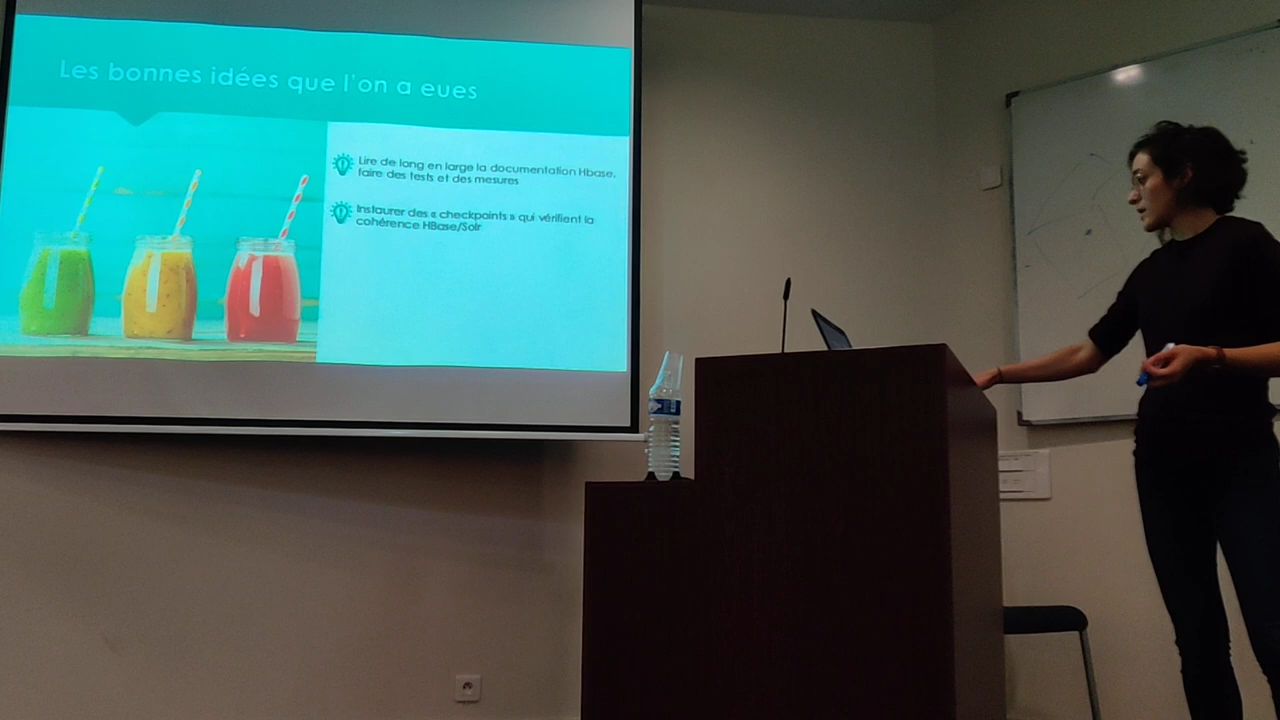 Les bonnes idées que l'on a eues
Lire de long en large la documentation Hbase,
faire des tests et des mesures
Instaurer des « checkpoints » qui vérifient la
cohérence HBase/Solr